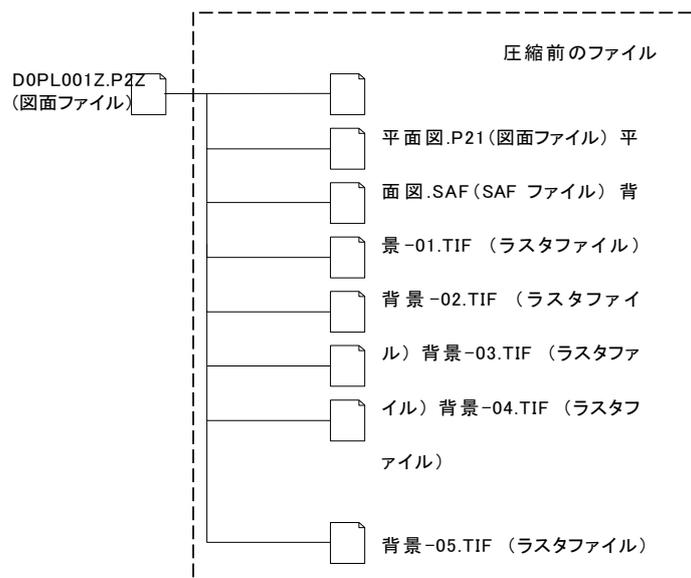 圧縮前のファイル
D0PL001Z.P2Z
(図面ファイル)
平面図.P21(図面ファイル) 平
面図.SAF(SAF ファイル) 背
景-01.TIF (ラスタファイル)
背景-02.TIF (ラスタファイ
ル) 背景-03.TIF (ラスタファ
イル) 背景-04.TIF (ラスタフ
ァイル)
背景-05.TIF (ラスタファイル)